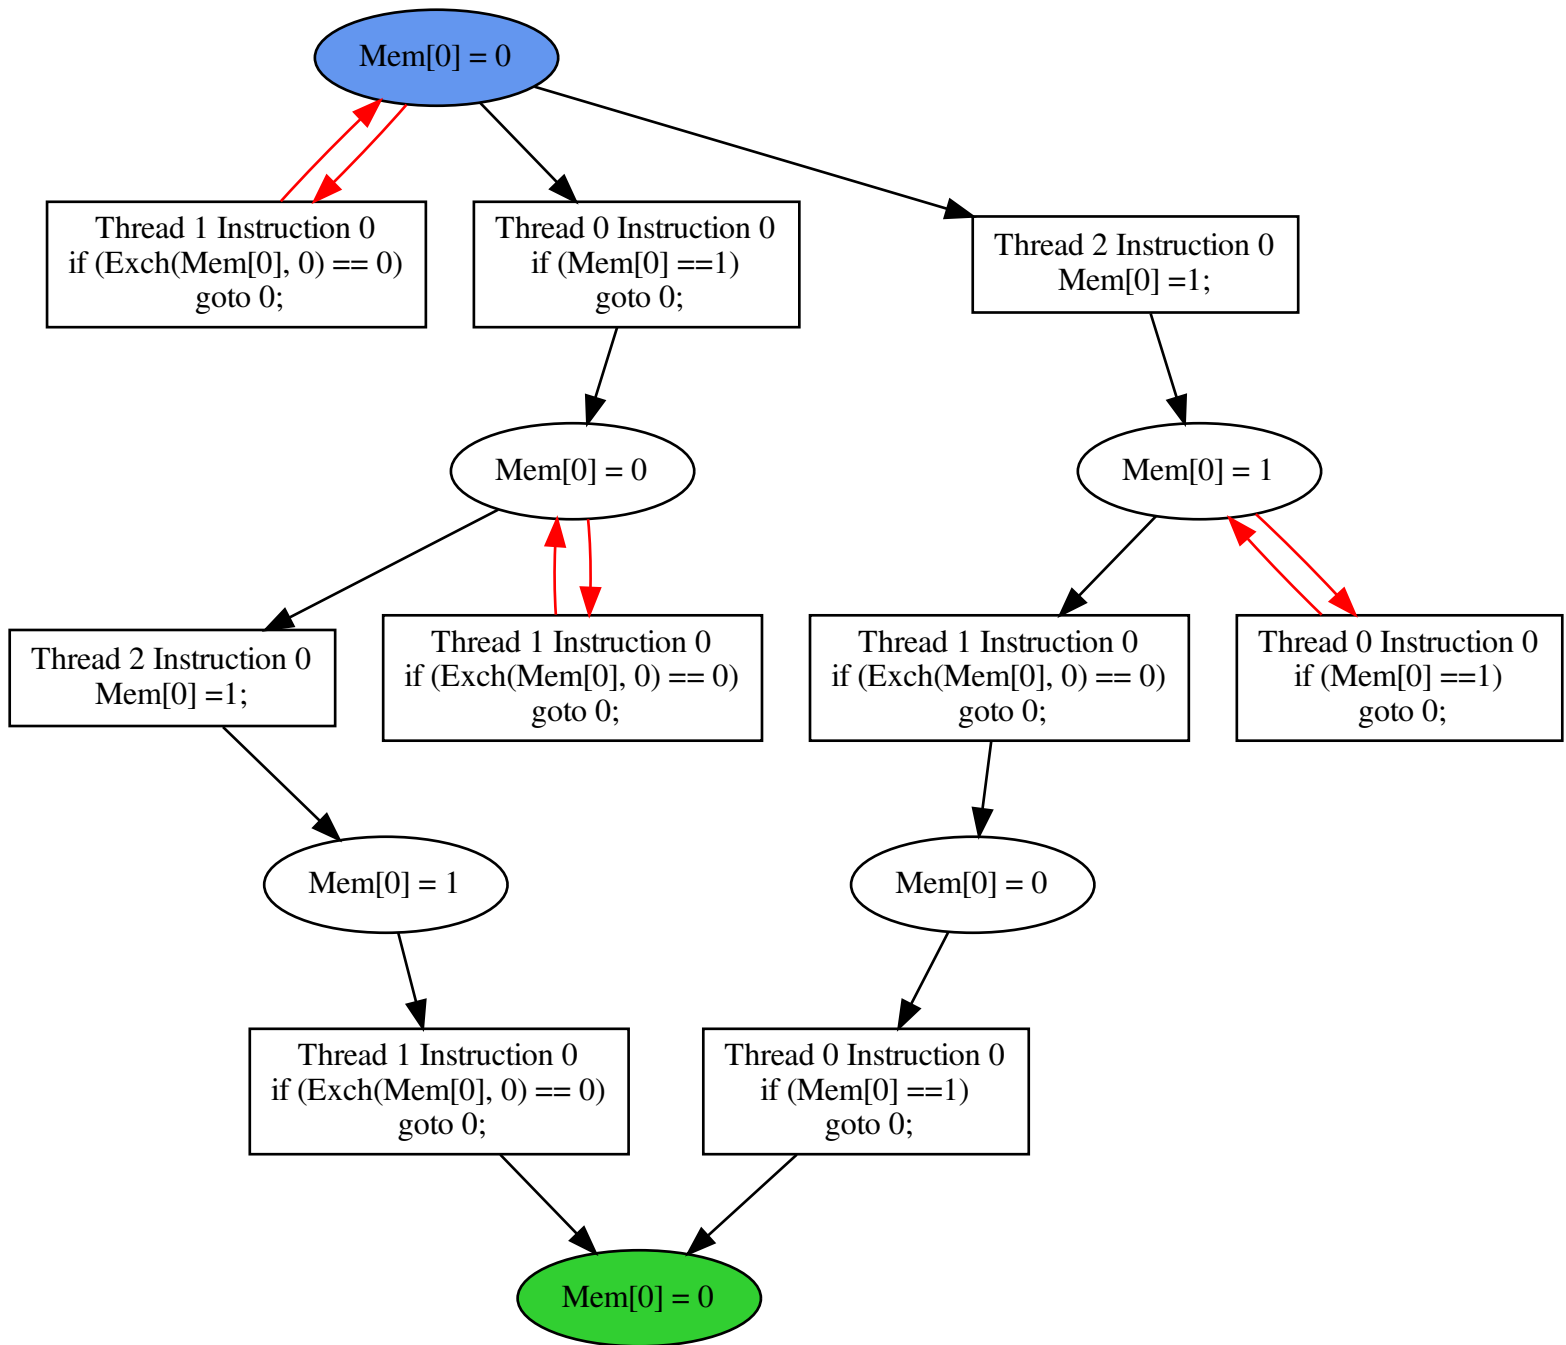 Mem[0] = 0
Thread 1 Instruction 0
if (Exch(Mem[0], 0) == 0)
goto 0;
Thread 0 Instruction 0
if (Mem[0] ==1)
goto 0;
Thread 2 Instruction 0
Mem[0] =1;
Mem[0] = 0
Mem[0] = 1
Thread 2 Instruction 0
Mem[0] =1;
Thread 1 Instruction 0
if (Exch(Mem[0], 0) == 0)
goto 0;
Thread 1 Instruction 0
if (Exch(Mem[0], 0) == 0)
goto 0;
Thread 0 Instruction 0
if (Mem[0] ==1)
goto 0;
Mem[0] = 1
Mem[0] = 0
Thread 1 Instruction 0
if (Exch(Mem[0], 0) == 0)
goto 0;
Thread 0 Instruction 0
if (Mem[0] ==1)
goto 0;
Mem[0] = 0